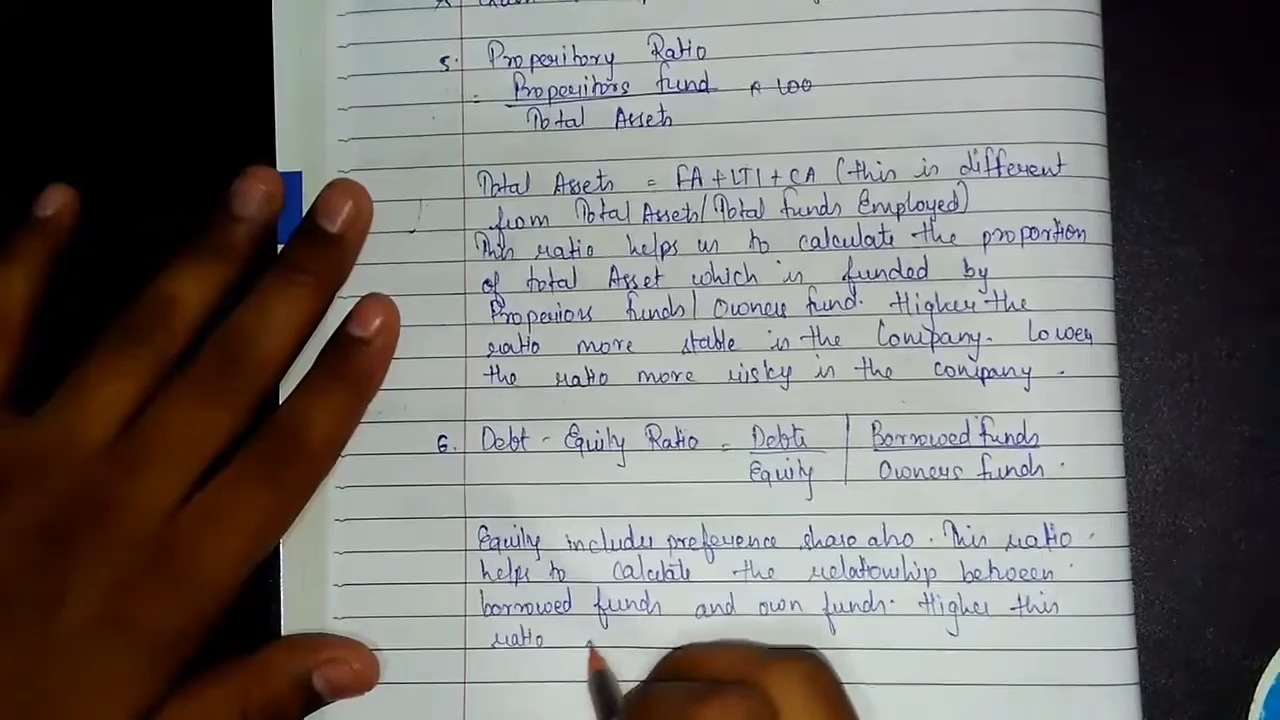 5. Properitory Ratio
= Properitors fund × 100
Total Assets
Total Assets = FA + LTI + CA (this is different
from Total Assets/Total funds Employed)
This ratio helps us to calculate the proportion
of total Asset which is funded by
Properiors funds/Owners fund. Higher the
ratio more stable is the Company. Lower
the ratio more risky is the company.
6. Debt - Equity Ratio = Debts | Borrowed funds
Equity | Owners funds.
Equity includes preference share also. This ratio
helps to calculate the relationship between
borrowed funds and own funds. Higher this
ratio